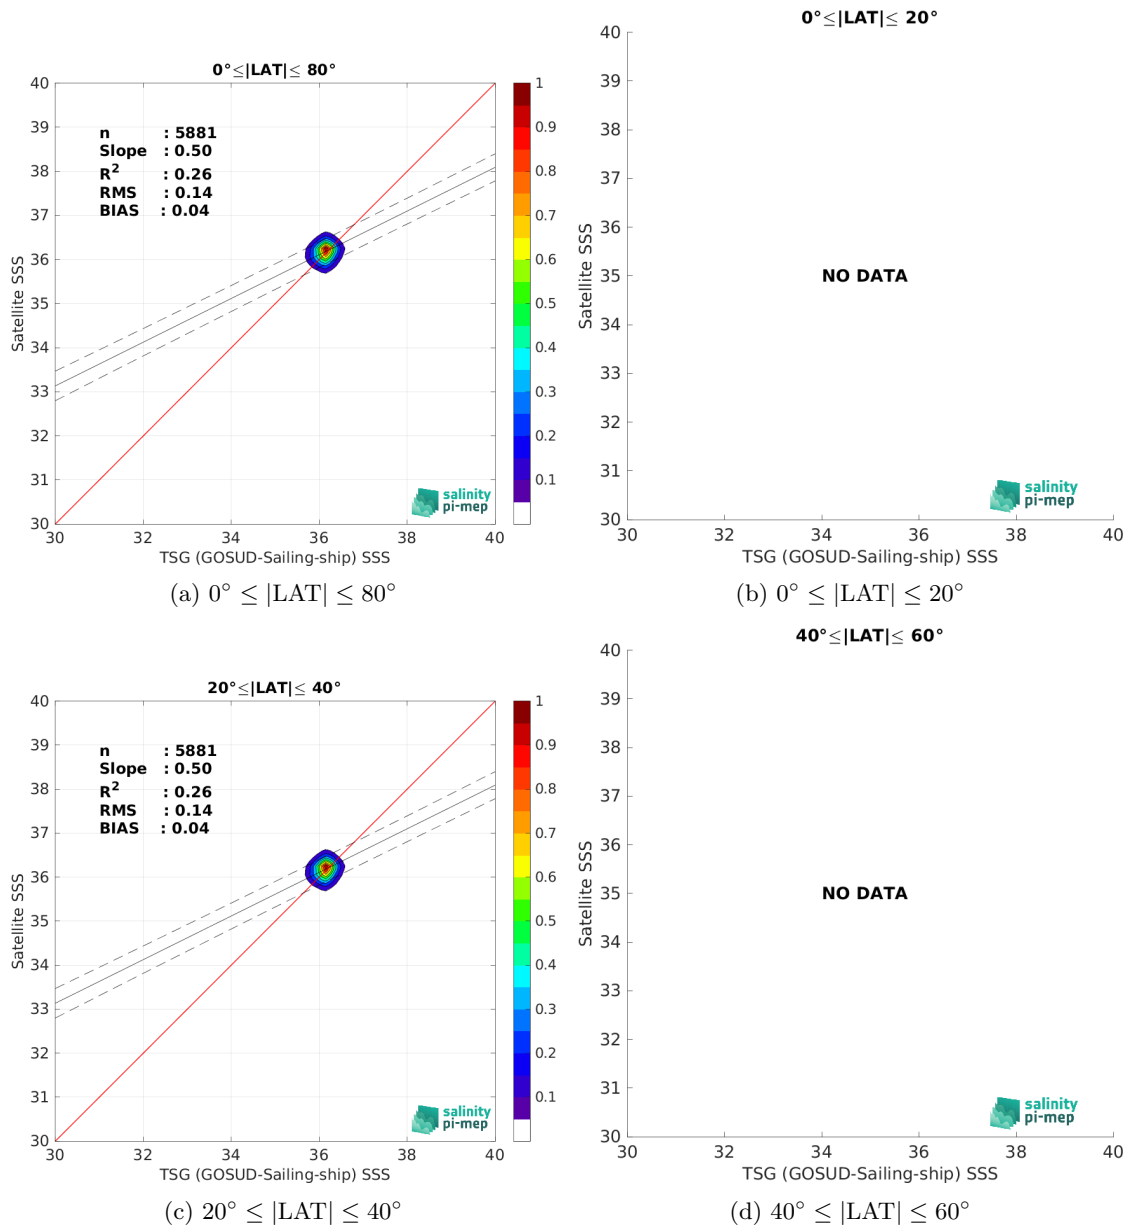 0°≤|LAT|≤ 80°
40
39
38
37
36
35
34
33
32
31
30
Satellite SSS
n : 5881
Slope : 0.50
R² : 0.26
RMS : 0.14
BIAS : 0.04
1
0.9
0.8
0.7
0.6
0.5
0.4
0.3
0.2
0.1
salinity
pi-mep
30 32 34 36 38 40
TSG (GOSUD-Sailing-ship) SSS
(a) 0° ≤ |LAT| ≤ 80°
0°≤|LAT|≤ 20°
40
39
38
37
36
35
34
33
32
31
30
Satellite SSS
NO DATA
salinity
pi-mep
30 32 34 36 38 40
TSG (GOSUD-Sailing-ship) SSS
(b) 0° ≤ |LAT| ≤ 20°
20°≤|LAT|≤ 40°
40
39
38
37
36
35
34
33
32
31
30
Satellite SSS
n : 5881
Slope : 0.50
R² : 0.26
RMS : 0.14
BIAS : 0.04
1
0.9
0.8
0.7
0.6
0.5
0.4
0.3
0.2
0.1
salinity
pi-mep
30 32 34 36 38 40
TSG (GOSUD-Sailing-ship) SSS
(c) 20° ≤ |LAT| ≤ 40°
40°≤|LAT|≤ 60°
40
39
38
37
36
35
34
33
32
31
30
Satellite SSS
NO DATA
salinity
pi-mep
30 32 34 36 38 40
TSG (GOSUD-Sailing-ship) SSS
(d) 40° ≤ |LAT| ≤ 60°